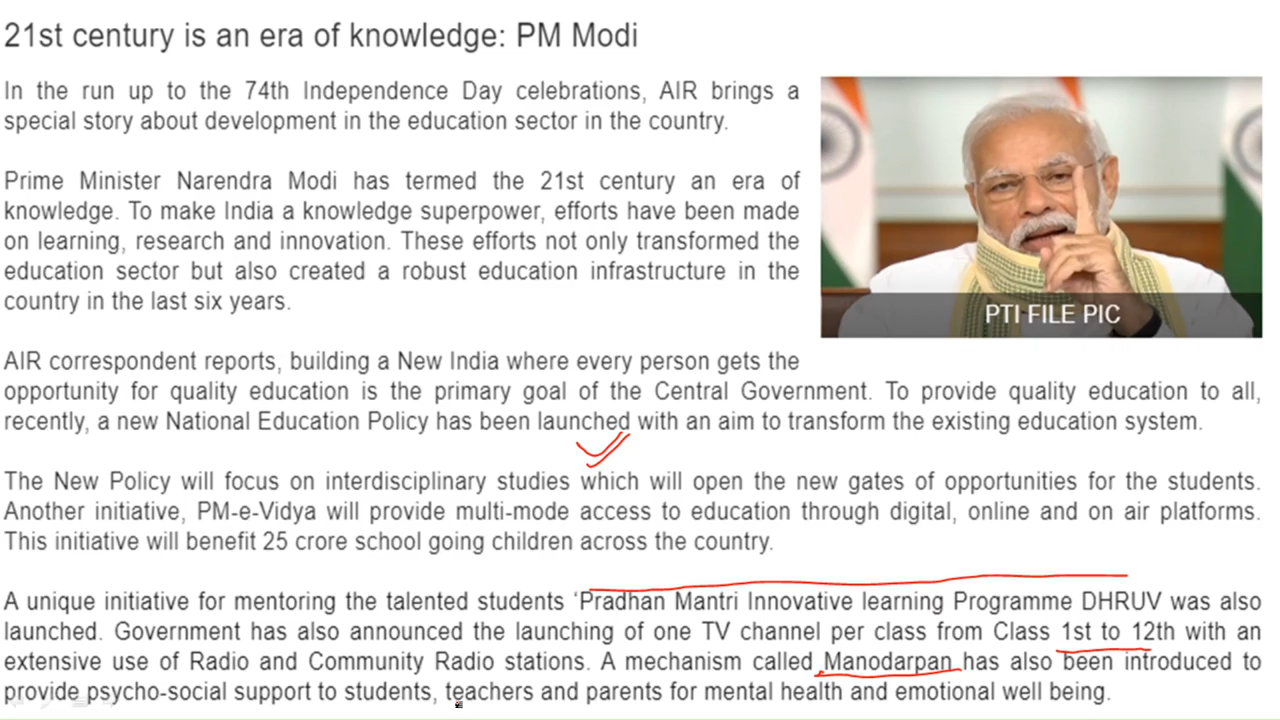 21st century is an era of knowledge: PM Modi
In the run up to the 74th Independence Day celebrations, AIR brings a
special story about development in the education sector in the country.
Prime Minister Narendra Modi has termed the 21st century an era of
knowledge. To make India a knowledge superpower, efforts have been made
on learning, research and innovation. These efforts not only transformed the
education sector but also created a robust education infrastructure in the
country in the last six years.
PTI FILE PIC
AIR correspondent reports, building a New India where every person gets the
opportunity for quality education is the primary goal of the Central Government. To provide quality education to all,
recently, a new National Education Policy has been launched with an aim to transform the existing education system.
The New Policy will focus on interdisciplinary studies which will open the new gates of opportunities for the students.
Another initiative, PM-e-Vidya will provide multi-mode access to education through digital, online and on air platforms.
This initiative will benefit 25 crore school going children across the country.
A unique initiative for mentoring the talented students ‘Pradhan Mantri Innovative learning Programme DHRUV was also
launched. Government has also announced the launching of one TV channel per class from Class 1st to 12th with an
extensive use of Radio and Community Radio stations. A mechanism called Manodarpan has also been introduced to
provide psycho-social support to students, teachers and parents for mental health and emotional well being.